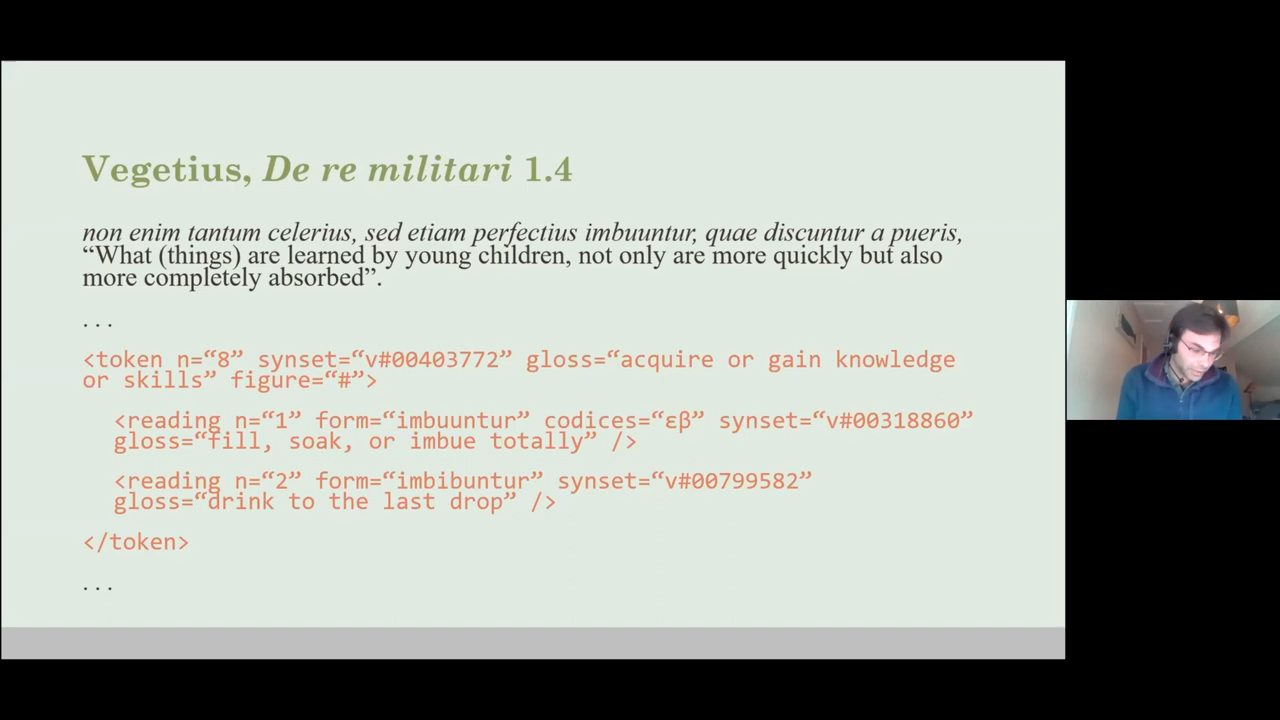 Vegetius, De re militari 1.4
non enim tantum celerius, sed etiam perfectius imbuuntur, quae discuntur a pueris,
“What (things) are learned by young children, not only are more quickly but also
more completely absorbed”.
. . .
<token n=“8” synset=“v#00403772” gloss=“acquire or gain knowledge
or skills” figure=“#”>
<reading n=“1” form=“imbuuntur” codices=“εβ” synset=“v#00318860”
gloss=“fill, soak, or imbue totally” />
<reading n=“2” form=“imbibuntur” synset=“v#00799582”
gloss=“drink to the last drop” />
</token>
. . .